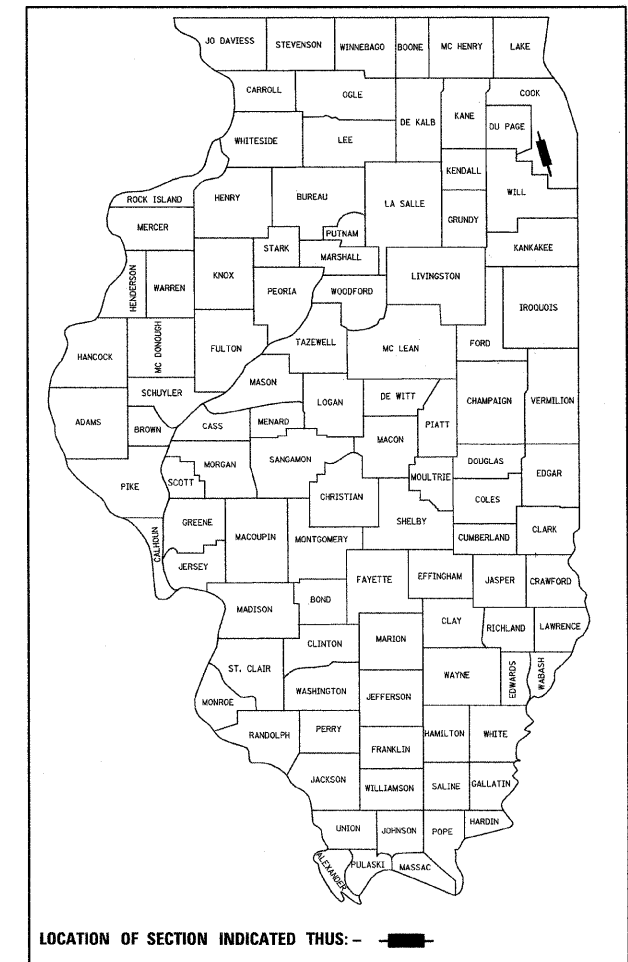 JO DAVIESS STEVENSON WINNEBAGO BOONE MC HENRY LAKE
CARROLL OGLE DE KALB KANE COOK
DU PAGE
WHITESIDE LEE
KENDALL
ROCK ISLAND HENRY BUREAU LA SALLE WILL
GRUNDY
MERCER PUTNAM
STARK MARSHALL KANKAKEE
HENDERSON WARREN KNOX PEORIA WOODFORD LIVINGSTON IROQUOIS
HANCOCK MC DONOUGH FULTON TAZEWELL MC LEAN FORD
MASON
SCHUYLER LOGAN DE WITT CHAMPAIGN VERMILION
ADAMS BROWN CASS MENARD MACON PIATT
MORGAN SANGAMON DOUGLAS EDGAR
PIKE SCOTT CHRISTIAN MOULTRIE COLES
CALHOUN GREENE MACOUPIN MONTGOMERY SHELBY CUMBERLAND CLARK
JERSEY FAYETTE EFFINGHAM JASPER CRAWFORD
MADISON BOND
CLINTON MARION CLAY RICHLAND LAWRENCE
ST. CLAIR WAYNE EDWARDS WABASH
MONROE WASHINGTON JEFFERSON
RANDOLPH PERRY FRANKLIN HAMILTON WHITE
JACKSON WILLIAMSON SALINE GALLATIN
UNION JOHNSON POPE HARDIN
ALEXANDER PULASKI MASSAC
LOCATION OF SECTION INDICATED THUS: -